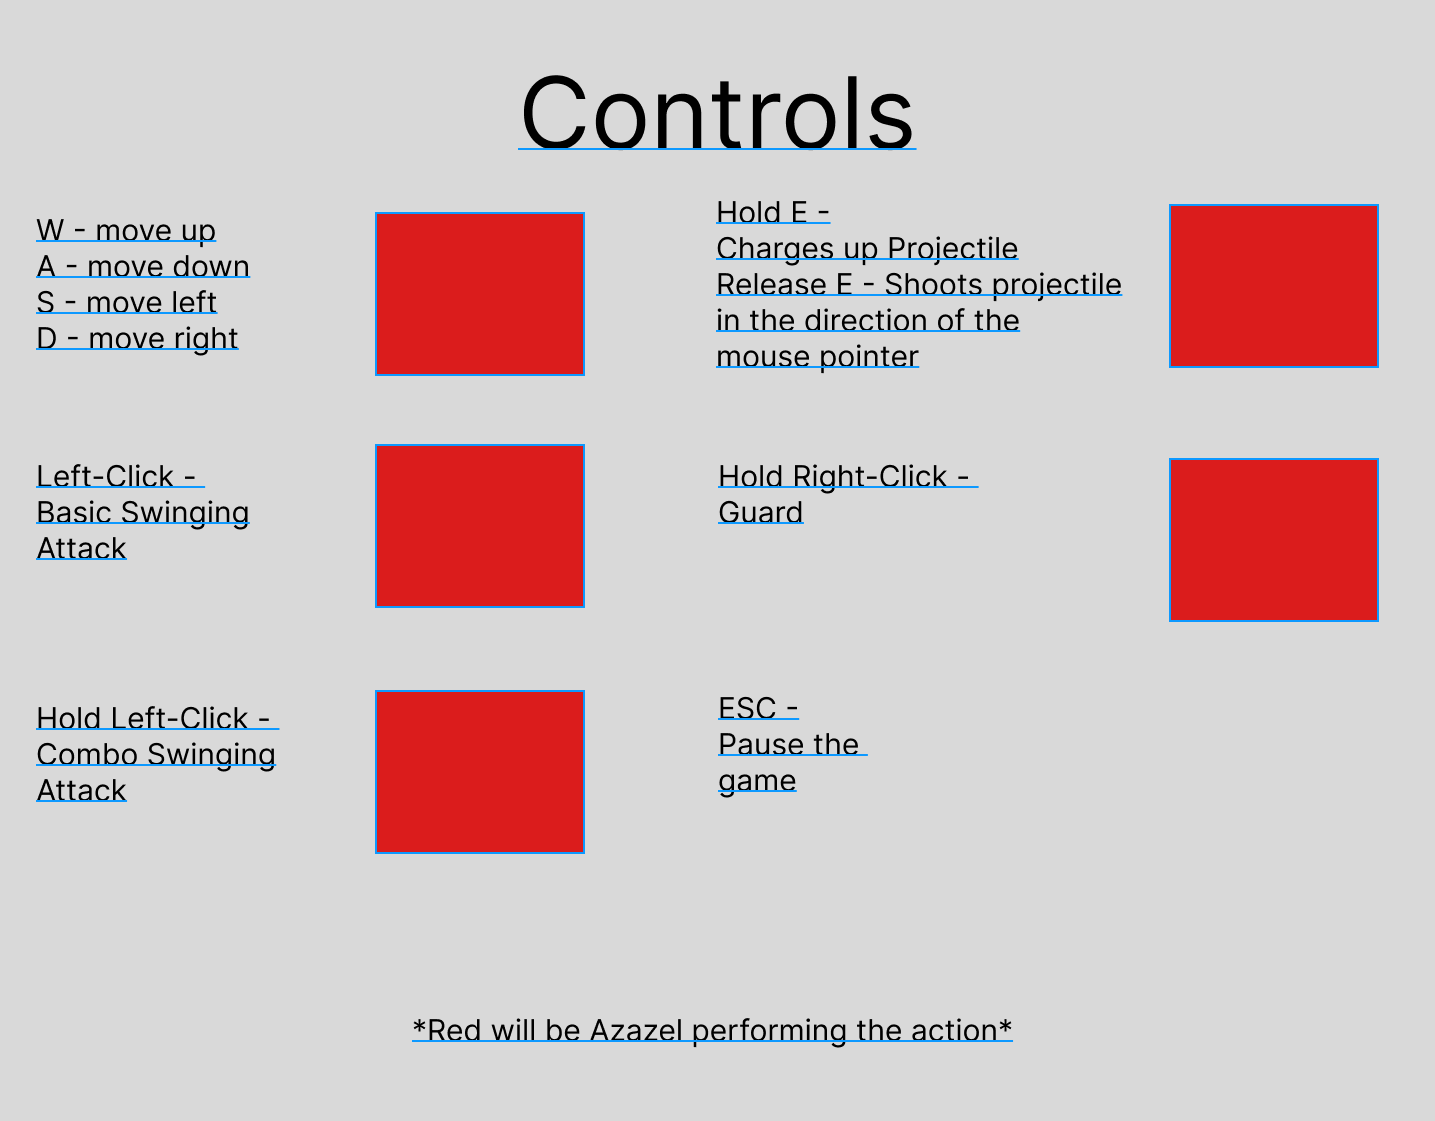 Controls
W - move up
A - move down
S - move left
D - move right
Hold E -
Charges up Projectile
Release E - Shoots projectile
in the direction of the
mouse pointer
Left-Click -
Basic Swinging
Attack
Hold Right-Click -
Guard
Hold Left-Click -
Combo Swinging
Attack
ESC -
Pause the
game
*Red will be Azazel performing the action*